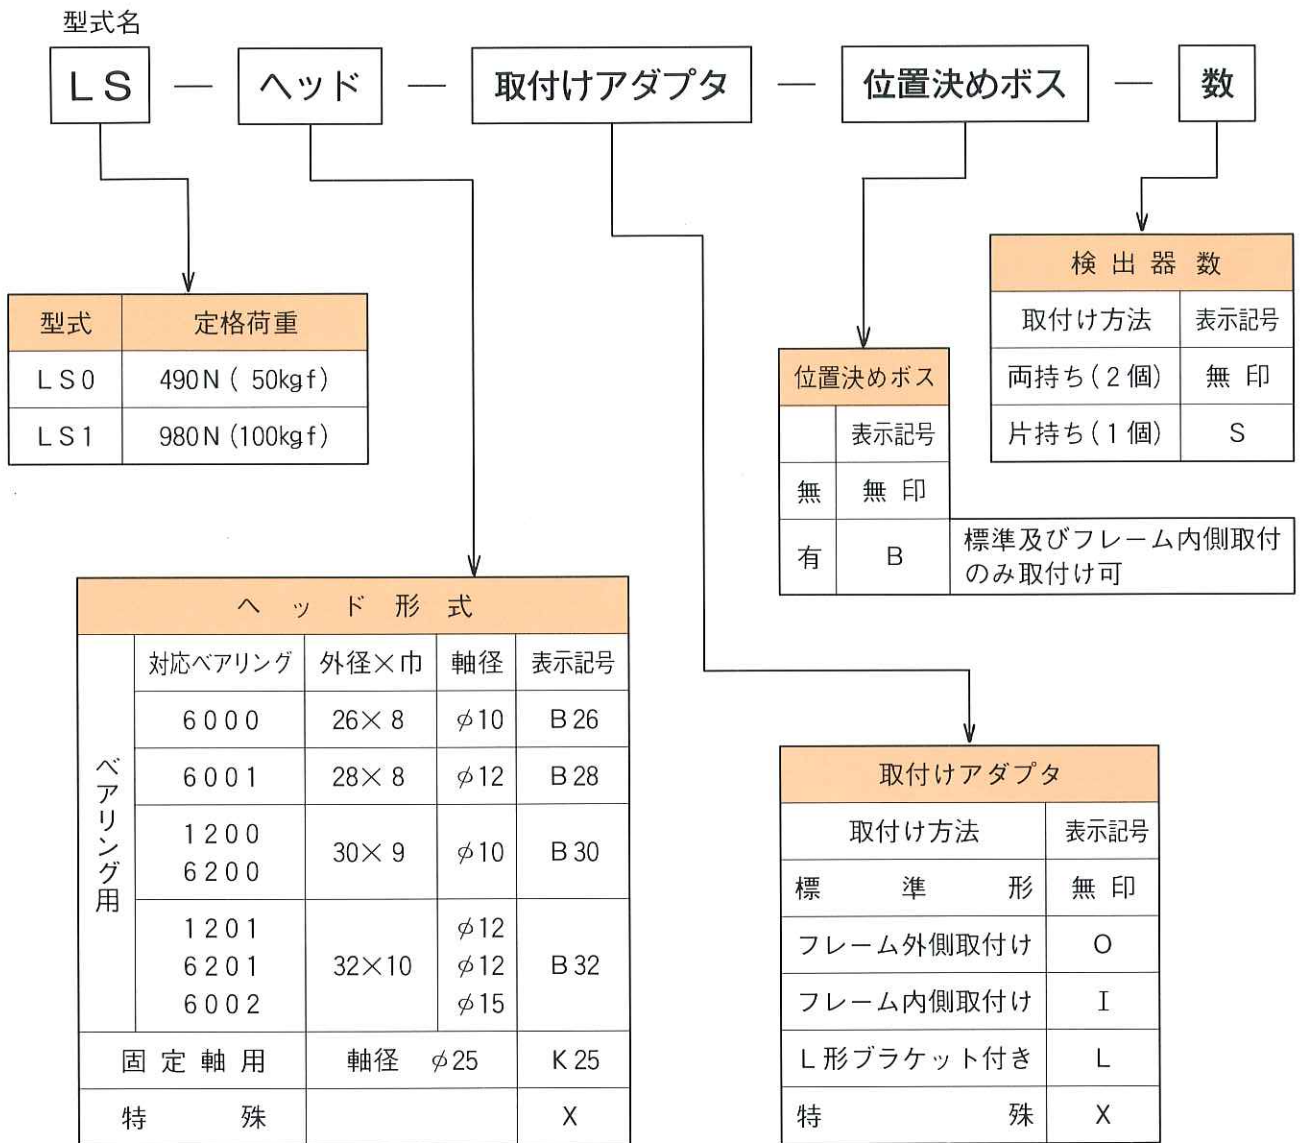 型式名
LS — ヘッド — 取付けアダプタ — 位置決めボス — 数
型式 定格荷重
LS0 490N ( 50kgf)
LS1 980N (100kgf)
検出器数
取付け方法 表示記号
両持ち(2個) 無印
片持ち(1個) S
位置決めボス
表示記号
無 無印
有 B 標準及びフレーム内側取付
のみ取付け可
ヘッド形式
ベアリング用
対応ベアリング 外径×巾 軸径 表示記号
6000 26×8 φ10 B26
6001 28×8 φ12 B28
1200
6200
30×9 φ10 B30
1201 φ12
6201 32×10 φ12 B32
6002 φ15
固定軸用 軸径 φ25 K25
特殊 X
取付けアダプタ
取付け方法 表示記号
標準形 無印
フレーム外側取付け O
フレーム内側取付け I
L形ブラケット付き L
特殊 X